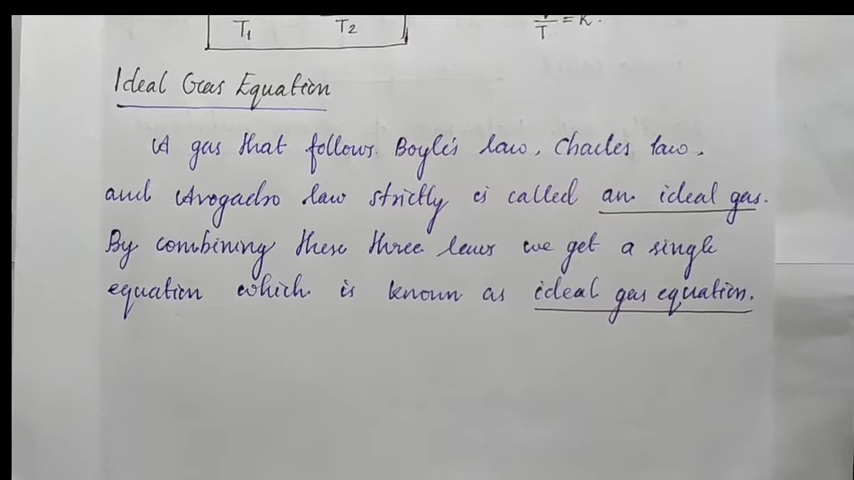 T₁ T₂ V/T = K.
Ideal Gas Equation
A gas that follows Boyle's law, Charles law,
and Avogadro law strictly is called an ideal gas.
By combining these three laws we get a single
equation which is known as ideal gas equation.